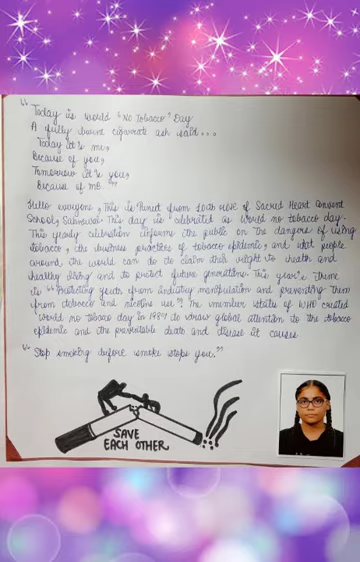 "Today is world "No Tobacco" Day
A fully burnt cigarate ash said...
Today it's me,
Because of you,
Tomorrow it's you,
Because of me."
Hello everyone, This is from 10th rose of Sacred Heart Convent
School, This day is celebrated as world no tobacco day.
This yearly celebration informs the public on the dangers of using
tobacco, the business practices of tobacco epidemic, and what people
around the world can do to claim their right to health and
healthy living and to protect future generations. This year's theme
is "Protecting youth from industry manipulation and preventing them
from tobacco and nicotine use." The member states of WHO created
world no tobacco day in 1987 to draw global attention to the tobacco
epidemic and the preventable death and disease it causes.
"Stop smoking before smoke stops you."
SAVE
EACH OTHER